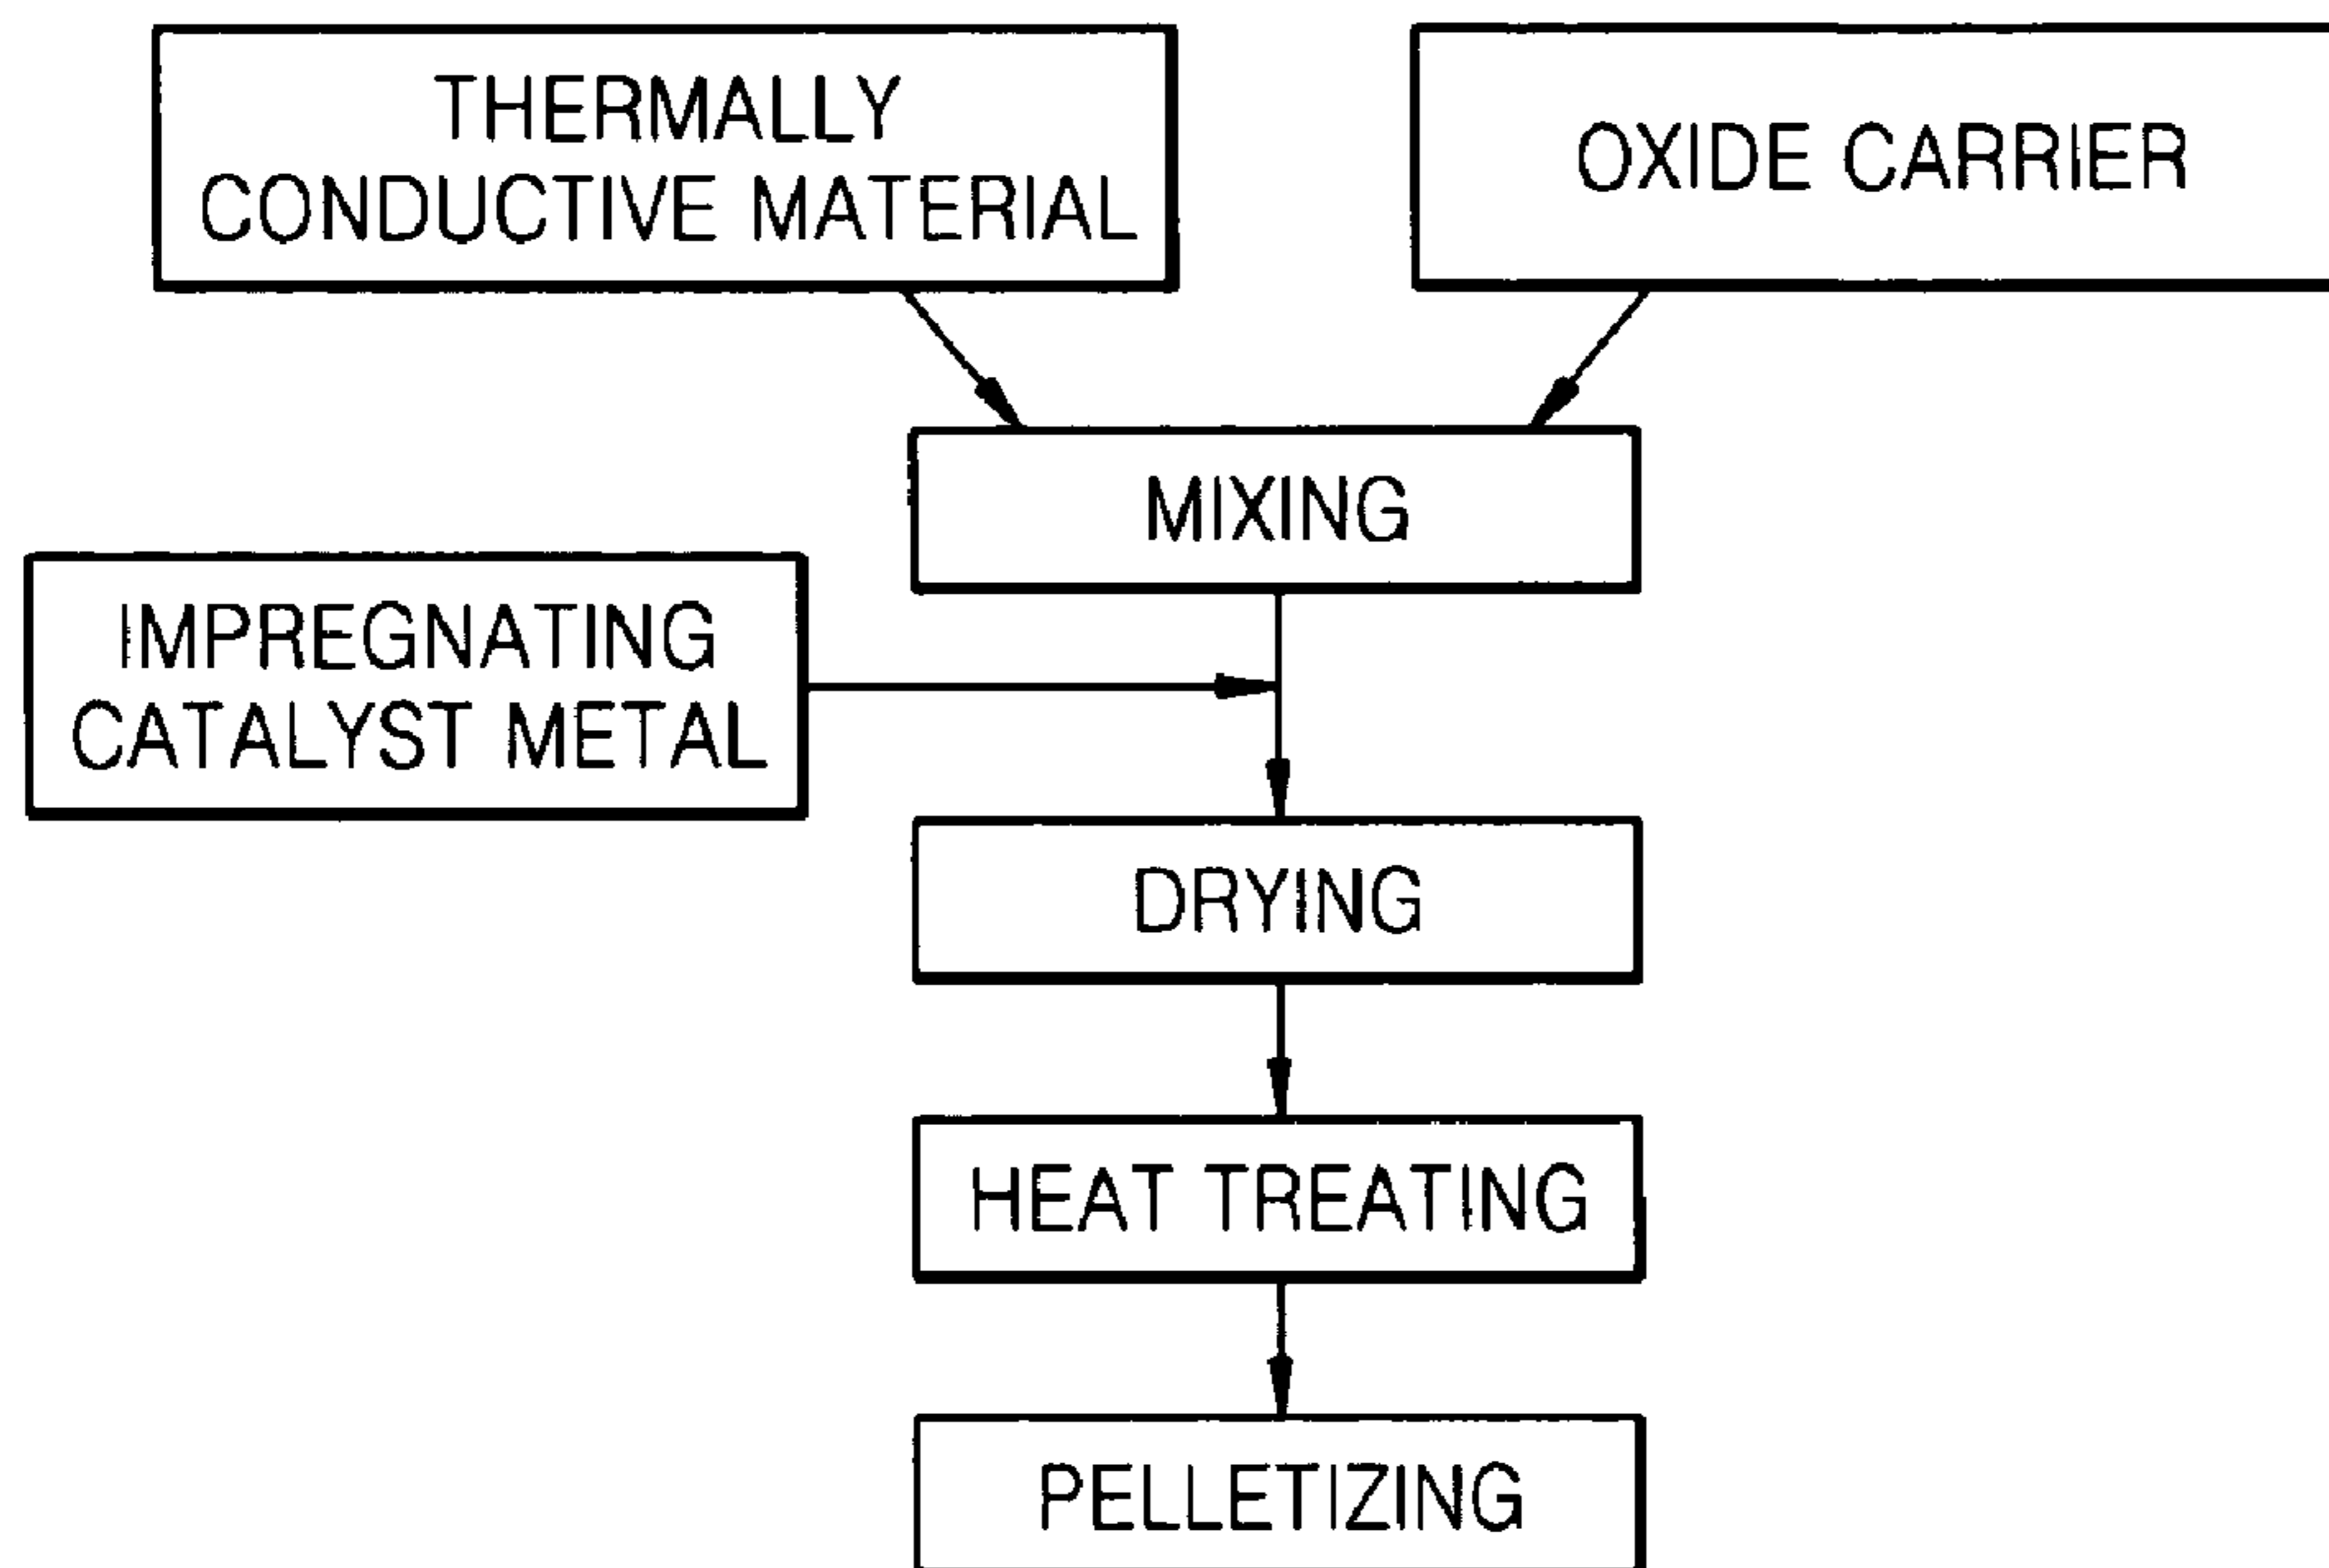 THERMALLY
CONDUCTIVE MATERIAL
OXIDE CARRIER
MIXING
IMPREGNATING
CATALYST METAL
DRYING
HEAT TREATING
PELLETIZING